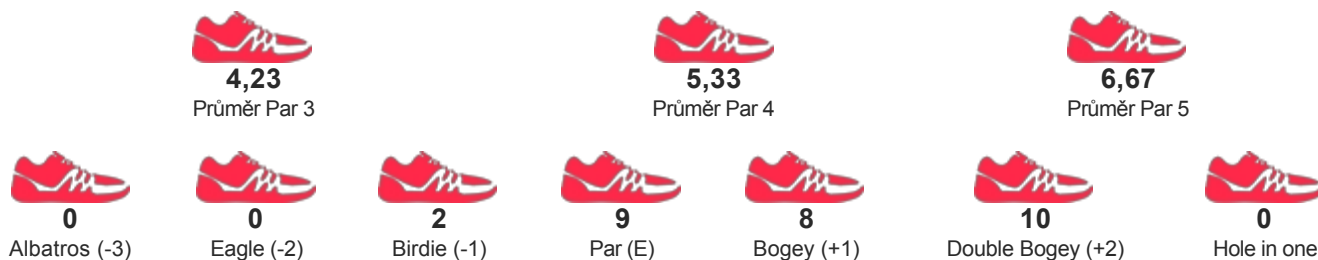 4,23 5,33 6,67
Průměr Par 3 Průměr Par 4 Průměr Par 5
0 0 2 9 8 10 0
Albatros (-3) Eagle (-2) Birdie (-1) Par (E) Bogey (+1) Double Bogey (+2) Hole in one